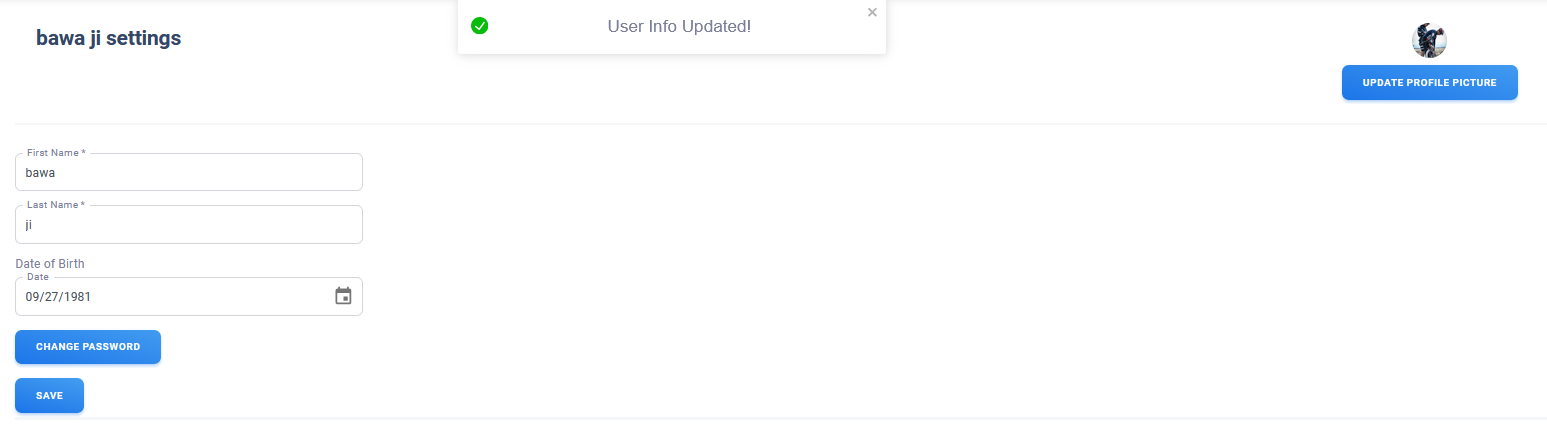 User Info Updated!
bawa ji settings
UPDATE PROFILE PICTURE
First Name *
bawa
Last Name *
ji
Date of Birth
Date
09/27/1981
CHANGE PASSWORD
SAVE